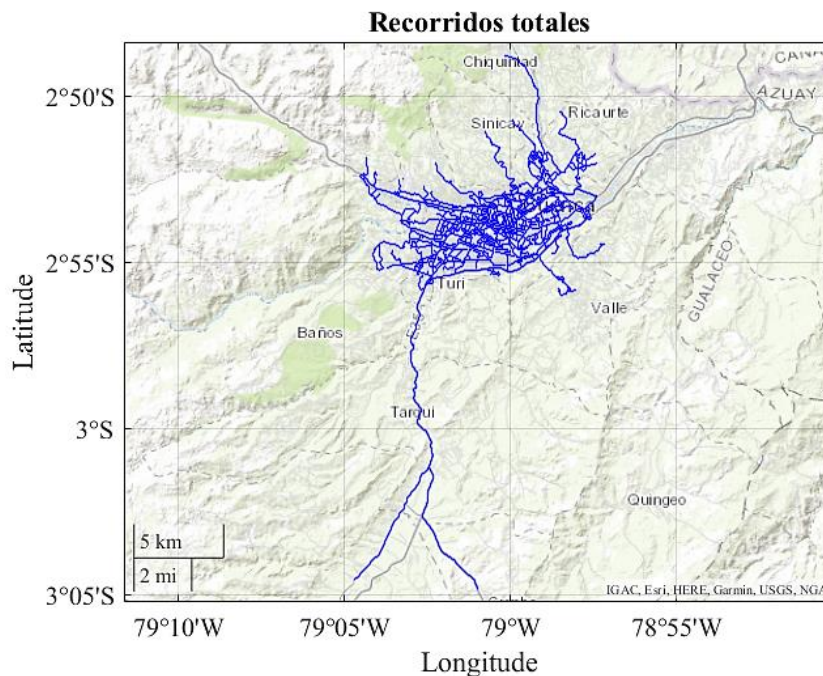 Recorridos totales
Chiquintad
CAÑA
AZUAY
2°50'S
Sinicay
Ricaurte
2°55'S
Turi
GUALACEO
Valle
Baños
Latitude
Tarqui
3°S
Quingeo
5 km
2 mi
3°05'S
IGAC, Esri, HERE, Garmin, USGS, NGA
79°10'W
79°05'W
79°W
78°55'W
Longitude